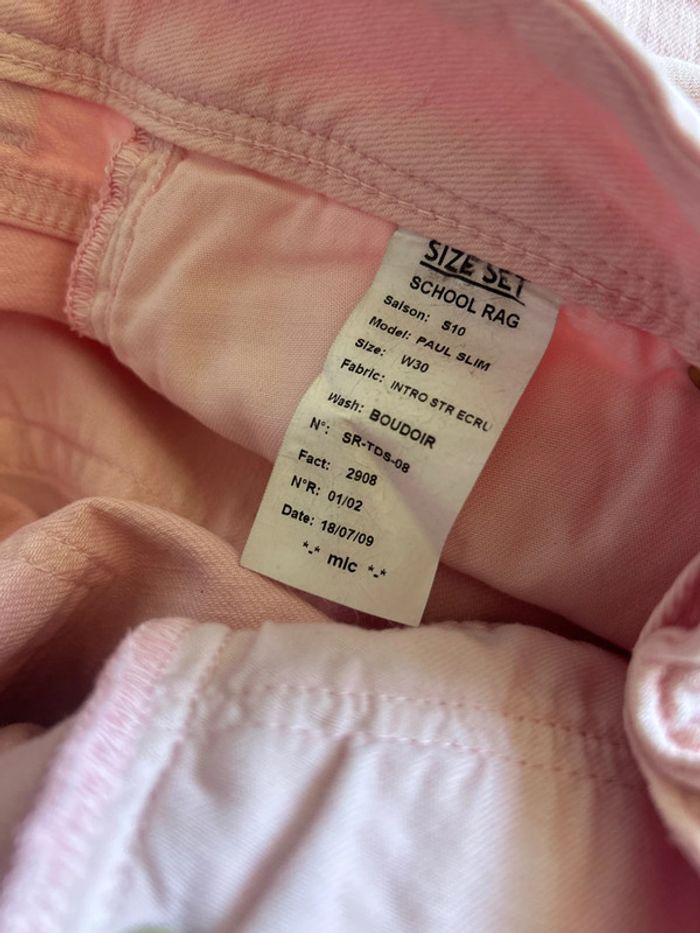 SIZE SET
SCHOOL RAG
Saison: S10
Model: PAUL SLIM
Size: W30
Fabric: INTRO STR ECRU
Wash: BOUDOIR
N°: SR-TDS-08
Fact: 2908
N°R: 01/02
Date: 18/07/09
*-* mlc *-*